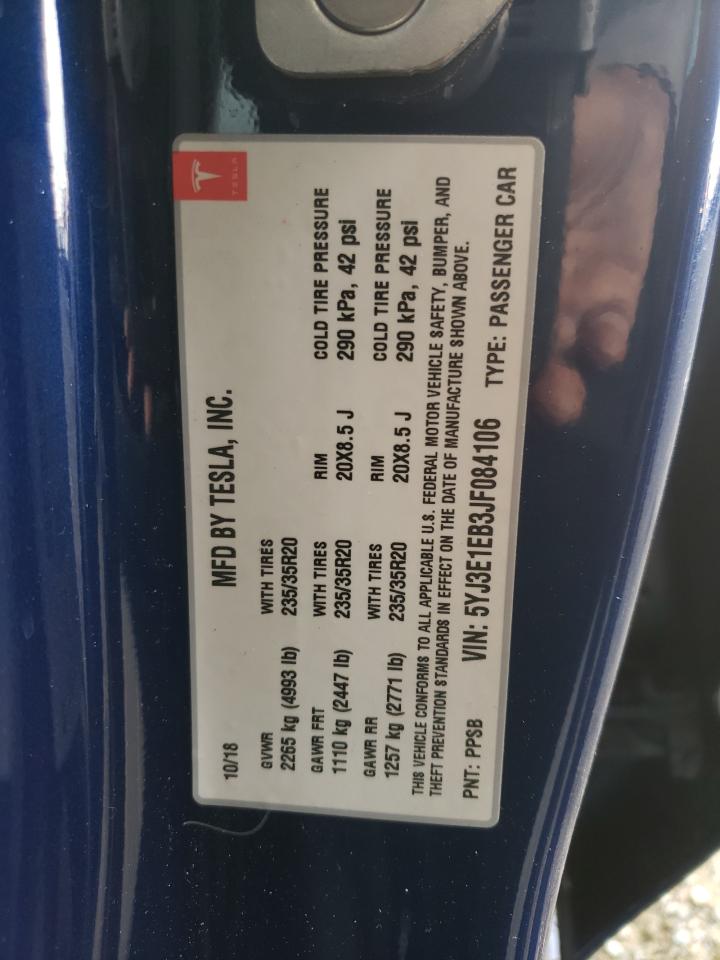 TESLA
MFD BY TESLA, INC.
10/18
GVWR WITH TIRES
2265 kg (4993 lb) 235/35R20
GAWR FRT WITH TIRES RIM COLD TIRE PRESSURE
1110 kg (2447 lb) 235/35R20 20X8.5 J 290 kPa, 42 psi
GAWR RR WITH TIRES RIM COLD TIRE PRESSURE
1257 kg (2771 lb) 235/35R20 20X8.5 J 290 kPa, 42 psi
THIS VEHICLE CONFORMS TO ALL APPLICABLE U.S. FEDERAL MOTOR VEHICLE SAFETY, BUMPER, AND
THEFT PREVENTION STANDARDS IN EFFECT ON THE DATE OF MANUFACTURE SHOWN ABOVE.
PNT: PPSB VIN: 5YJ3E1EB3JF084106 TYPE: PASSENGER CAR